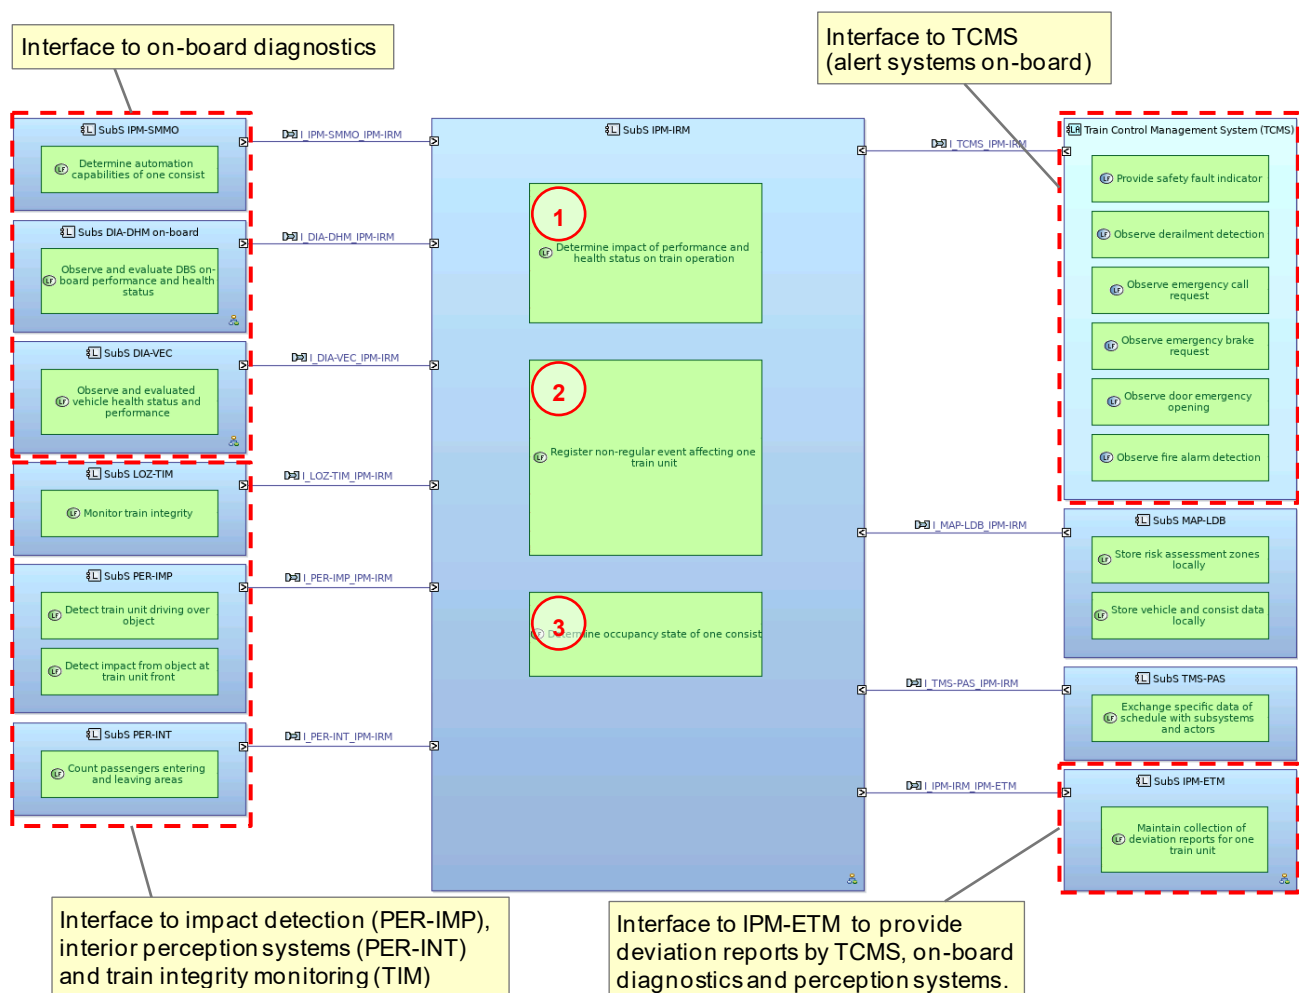 Interface to on-board diagnostics
Interface to TCMS
(alert systems on-board)
SubS IPM-SMMO
Determine automation
capabilities of one consist
I_IPM-SMMO_IPM-IRM
Subs DIA-DHM on-board
Observe and evaluate DBS on-
board performance and health
status
I_DIA-DHM_IPM-IRM
SubS DIA-VEC
Observe and evaluated
vehicle health status and
performance
I_DIA-VEC_IPM-IRM
SubS LOZ-TIM
Monitor train integrity
I_LOZ-TIM_IPM-IRM
SubS PER-IMP
Detect train unit driving over
object
Detect impact from object at
train unit front
I_PER-IMP_IPM-IRM
SubS PER-INT
Count passengers entering
and leaving areas
I_PER-INT_IPM-IRM
SubS IPM-IRM
1
Determine impact of performance and
health status on train operation
2
Register non-regular event affecting one
train unit
3
Determine occupancy state of one consist
I_TCMS_IPM-IRM
Train Control Management System (TCMS)
Provide safety fault indicator
Observe derailment detection
Observe emergency call
request
Observe emergency brake
request
Observe door emergency
opening
Observe fire alarm detection
I_MAP-LDB_IPM-IRM
SubS MAP-LDB
Store risk assessment zones
locally
Store vehicle and consist data
locally
I_TMS-PAS_IPM-IRM
SubS TMS-PAS
Exchange specific data of
schedule with subsystems
and actors
I_IPM-IRM_IPM-ETM
SubS IPM-ETM
Maintain collection of
deviation reports for one
train unit
Interface to impact detection (PER-IMP),
interior perception systems (PER-INT)
and train integrity monitoring (TIM)
Interface to IPM-ETM to provide
deviation reports by TCMS, on-board
diagnostics and perception systems.